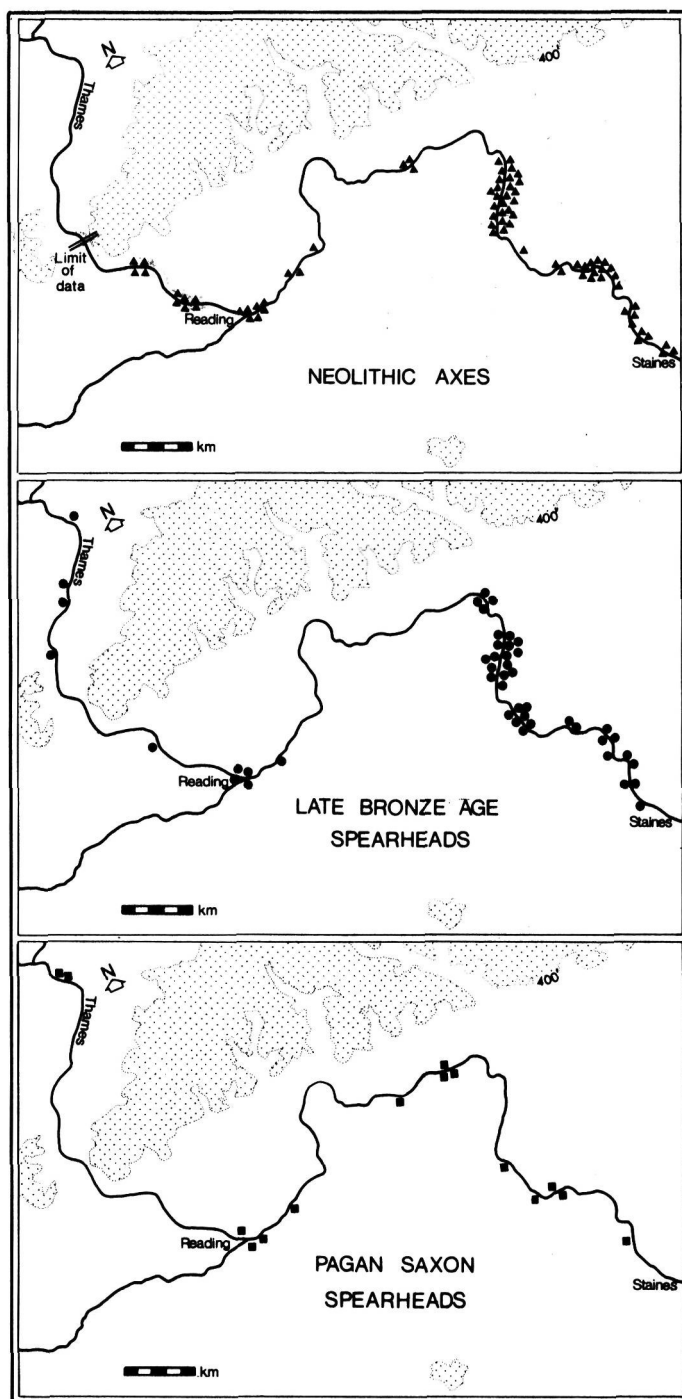 N
400'
Thames
Limit
of
data
Reading
Staines
NEOLITHIC AXES
km
N
400'
Thames
Reading
Staines
LATE BRONZE AGE
SPEARHEADS
km
N
400'
Thames
Reading
Staines
PAGAN SAXON
SPEARHEADS
km